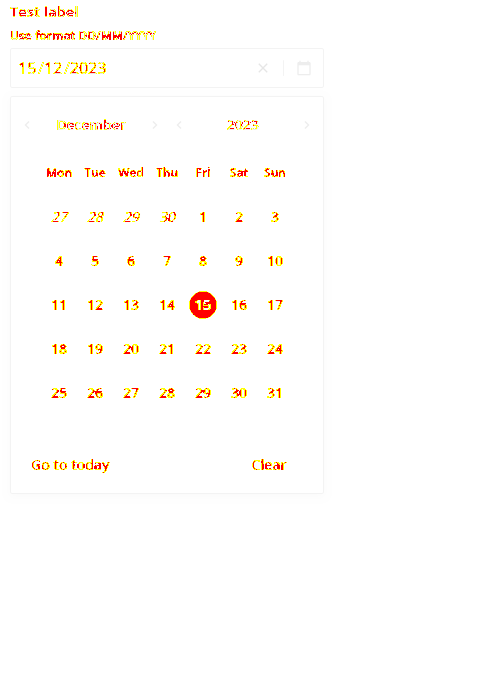 Test label
Use format DD/MM/YYYY
15/12/2023
December 2023
Mon Tue Wed Thu Fri Sat Sun
27 28 29 30 1 2 3
4 5 6 7 8 9 10
11 12 13 14 15 16 17
18 19 20 21 22 23 24
25 26 27 28 29 30 31
Go to today Clear